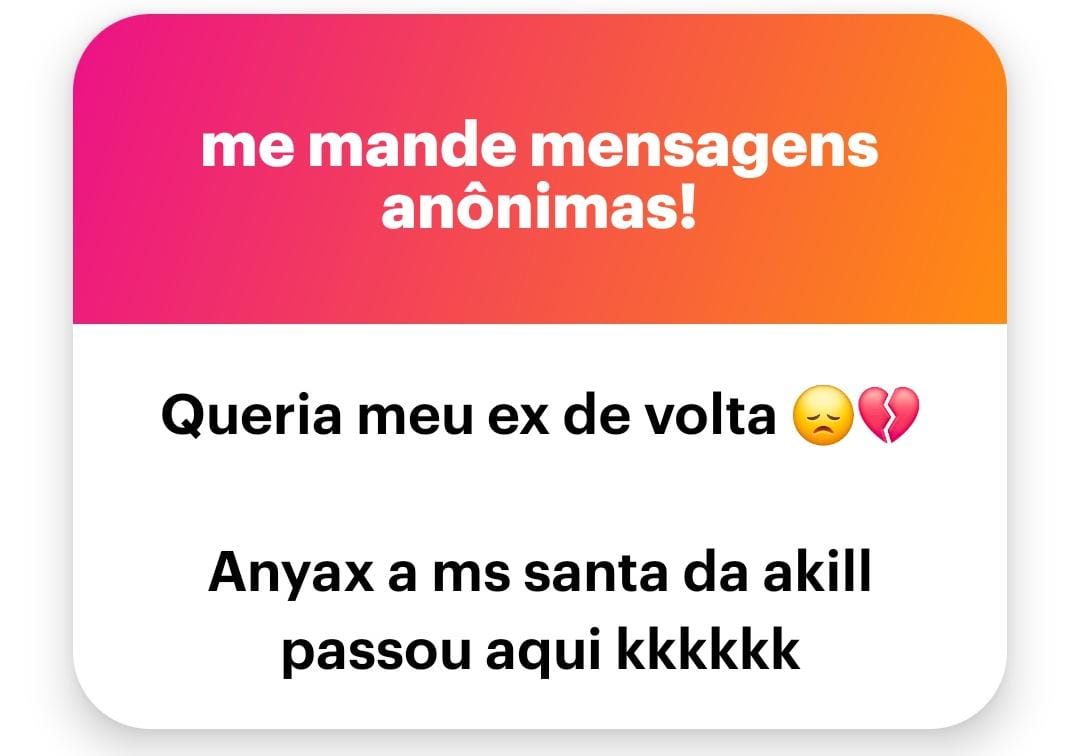 me mande mensagens
anônimas!
Queria meu ex de volta 😞💔
Anyax a ms santa da akill
passou aqui kkkkkk